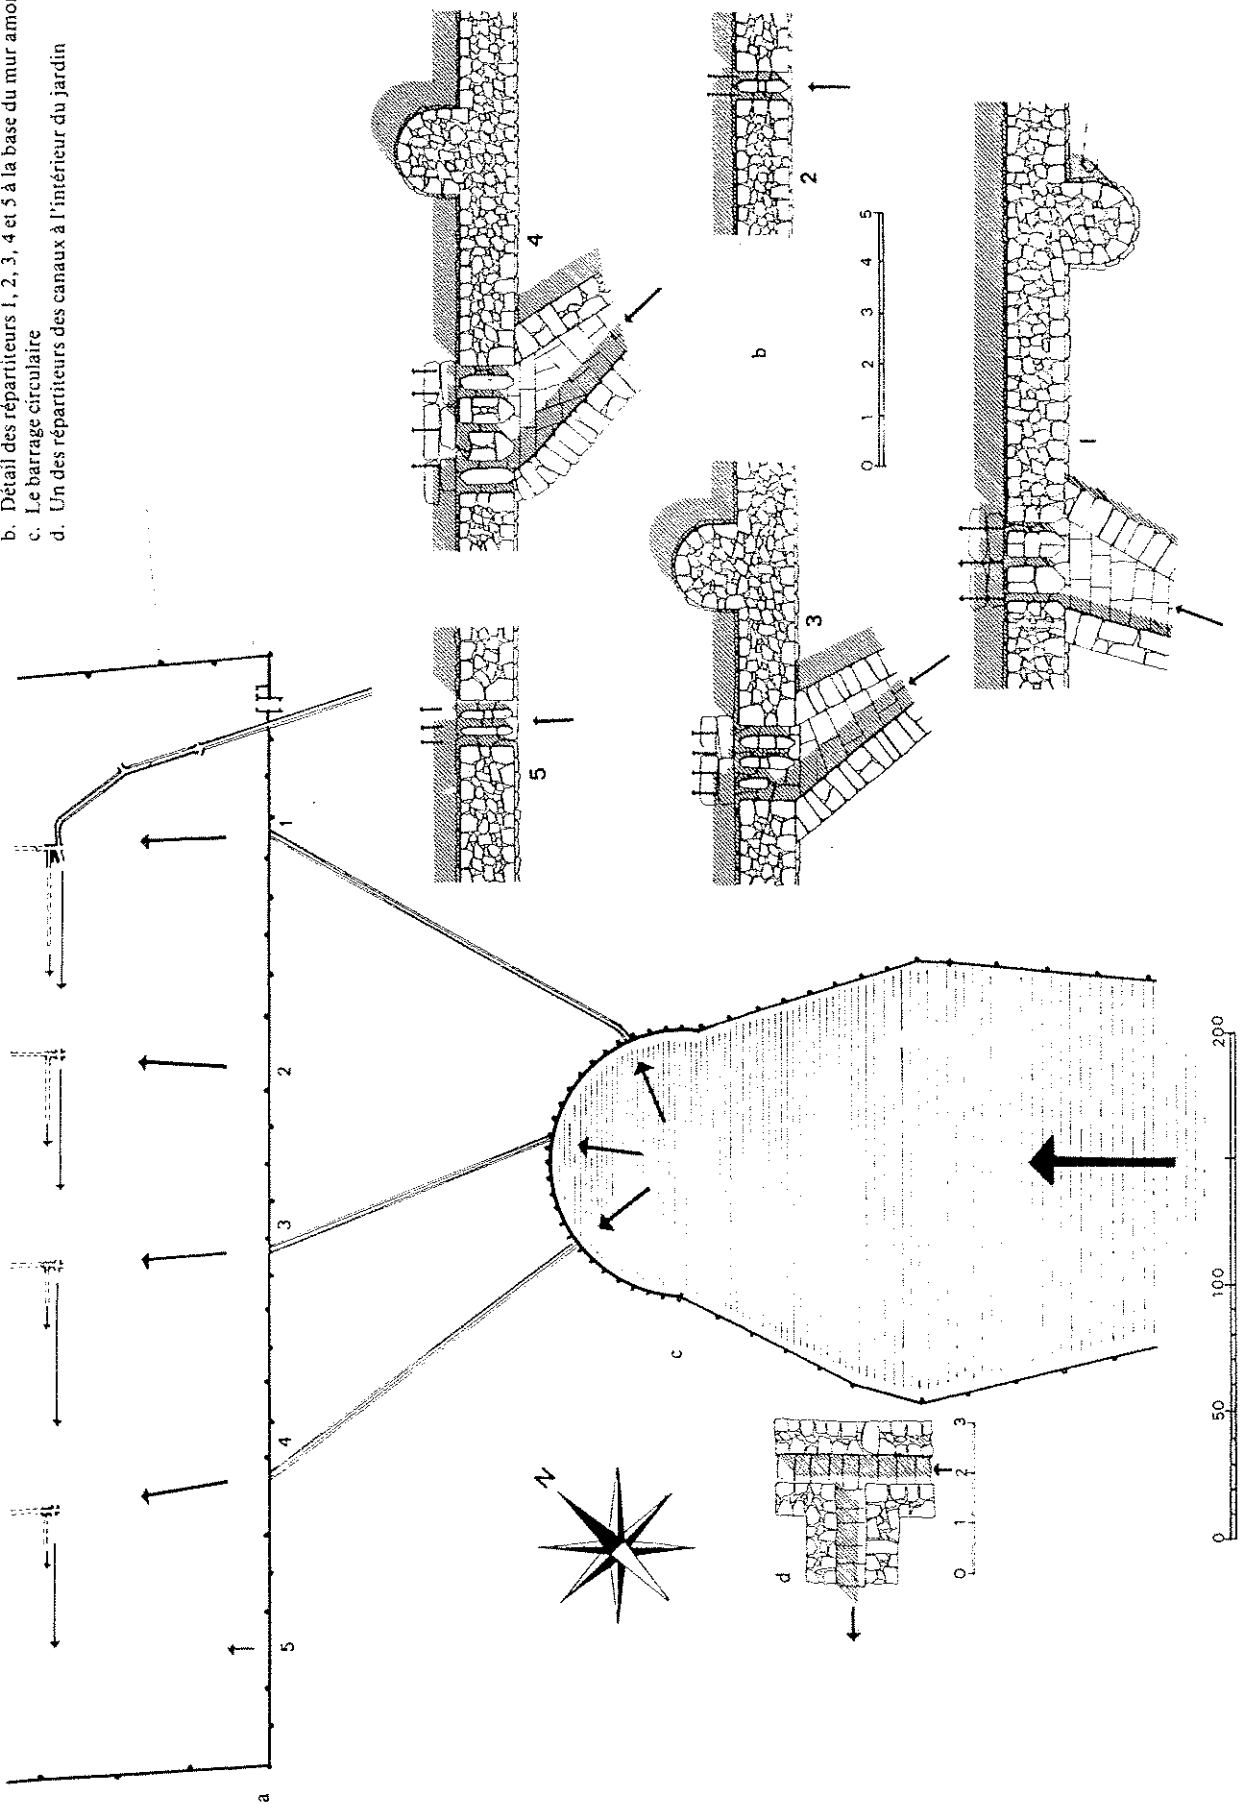 b. Détail des répartiteurs 1, 2, 3, 4 et 5 à la base du mur
c. Le barrage circulaire
d. Un des répartiteurs des canaux à l'intérieur du jardin
a
5
4
3
2
1
N
c
d
0 1 2 3
0 50 100 200
5
4
3
2
b
0 1 2 3 4 5
1